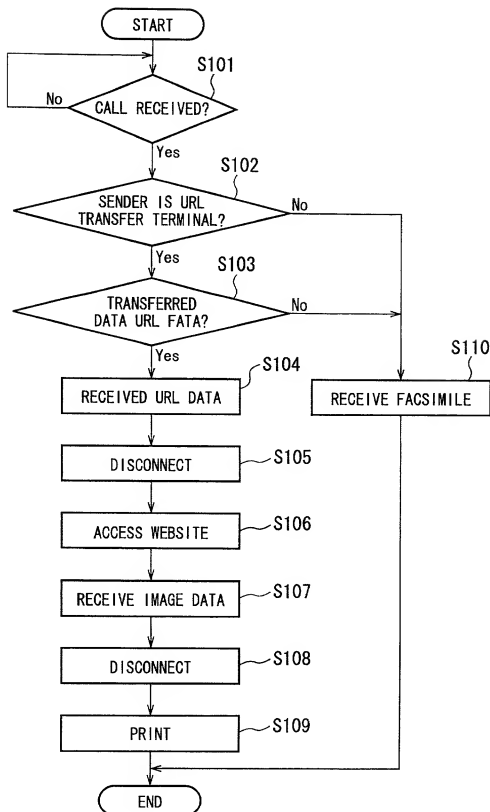 START
S101
CALL RECEIVED?
No
Yes
S102
SENDER IS URL
TRANSFER TERMINAL?
No
Yes
S103
TRANSFERRED
DATA URL FATA?
No
Yes
S104
RECEIVED URL DATA
S110
RECEIVE FACSIMILE
S105
DISCONNECT
S106
ACCESS WEBSITE
S107
RECEIVE IMAGE DATA
S108
DISCONNECT
S109
PRINT
END